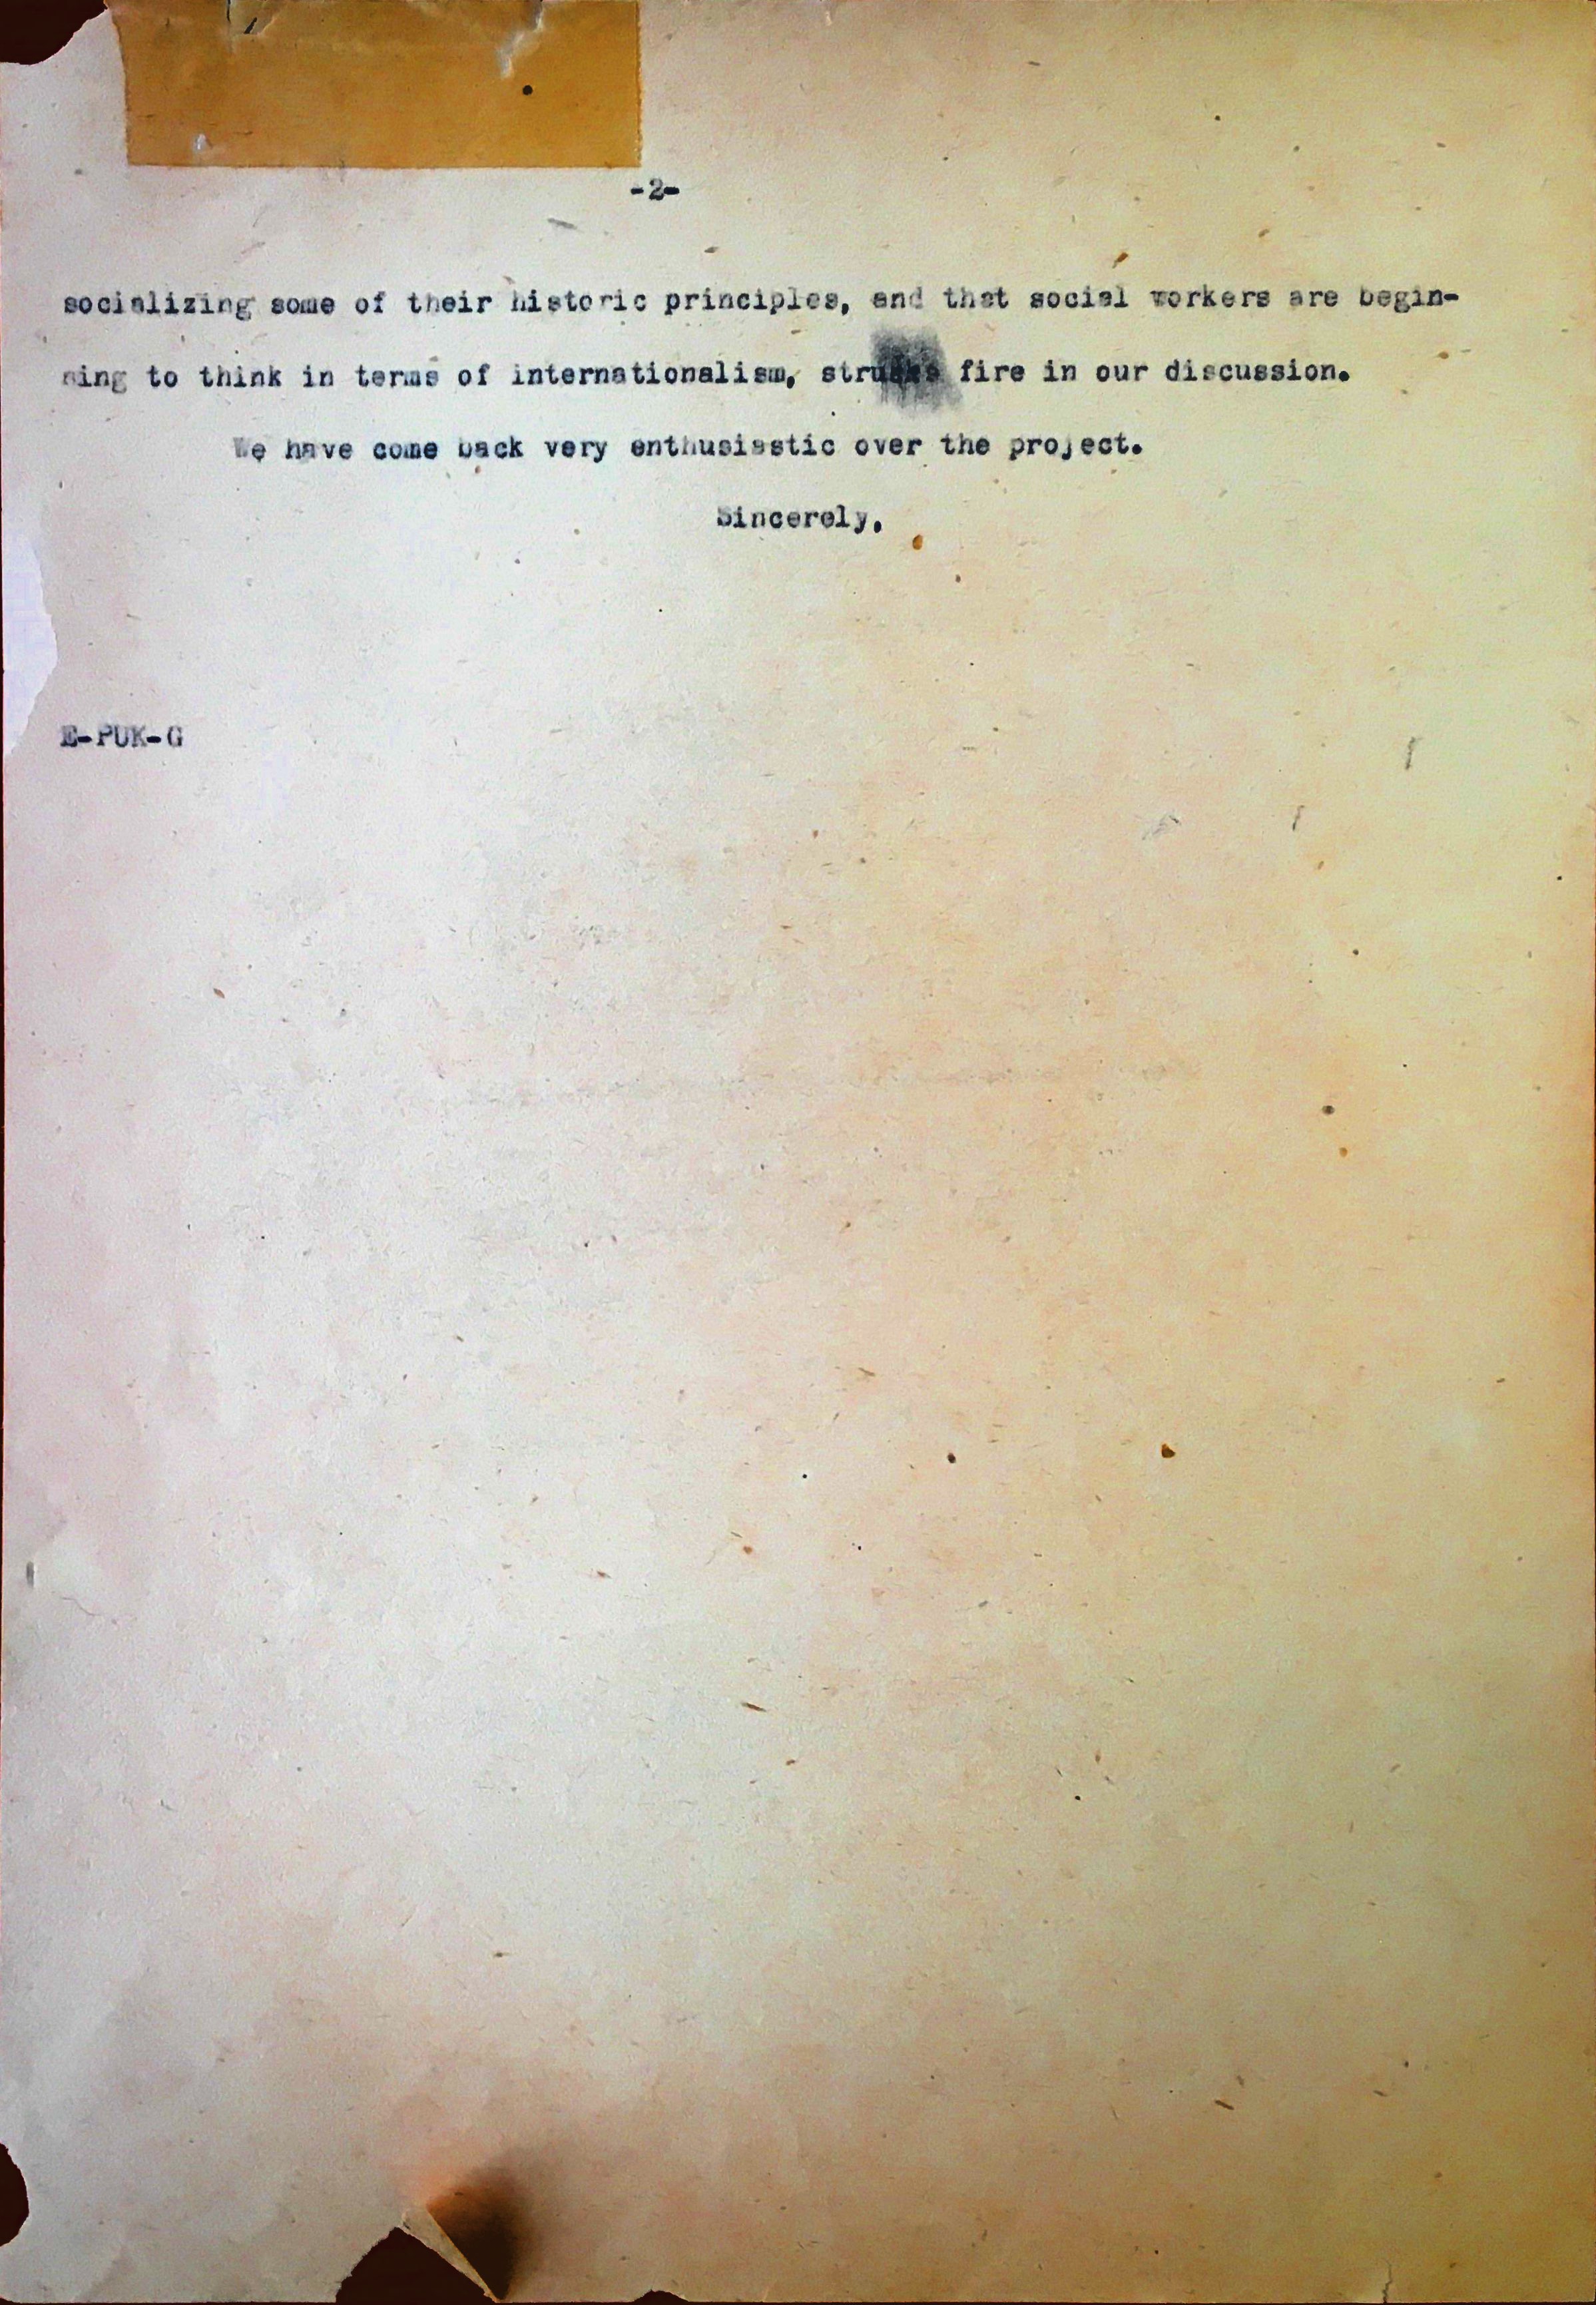 -2-
socializing some of their historic principles, and that social workers are begin-
ning to think in terms of internationalism, fire in our discussion.
We have come back very enthusiastic over the project.
Sincerely,
E-PUK-G